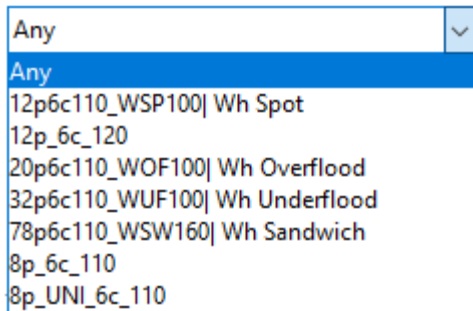 Any
Any
12p6c110_WSP100| Wh Spot
12p_6c_120
20p6c110_WOF100| Wh Overflood
32p6c110_WUF100| Wh Underflood
78p6c110_WSW160| Wh Sandwich
8p_6c_110
8p_UNI_6c_110